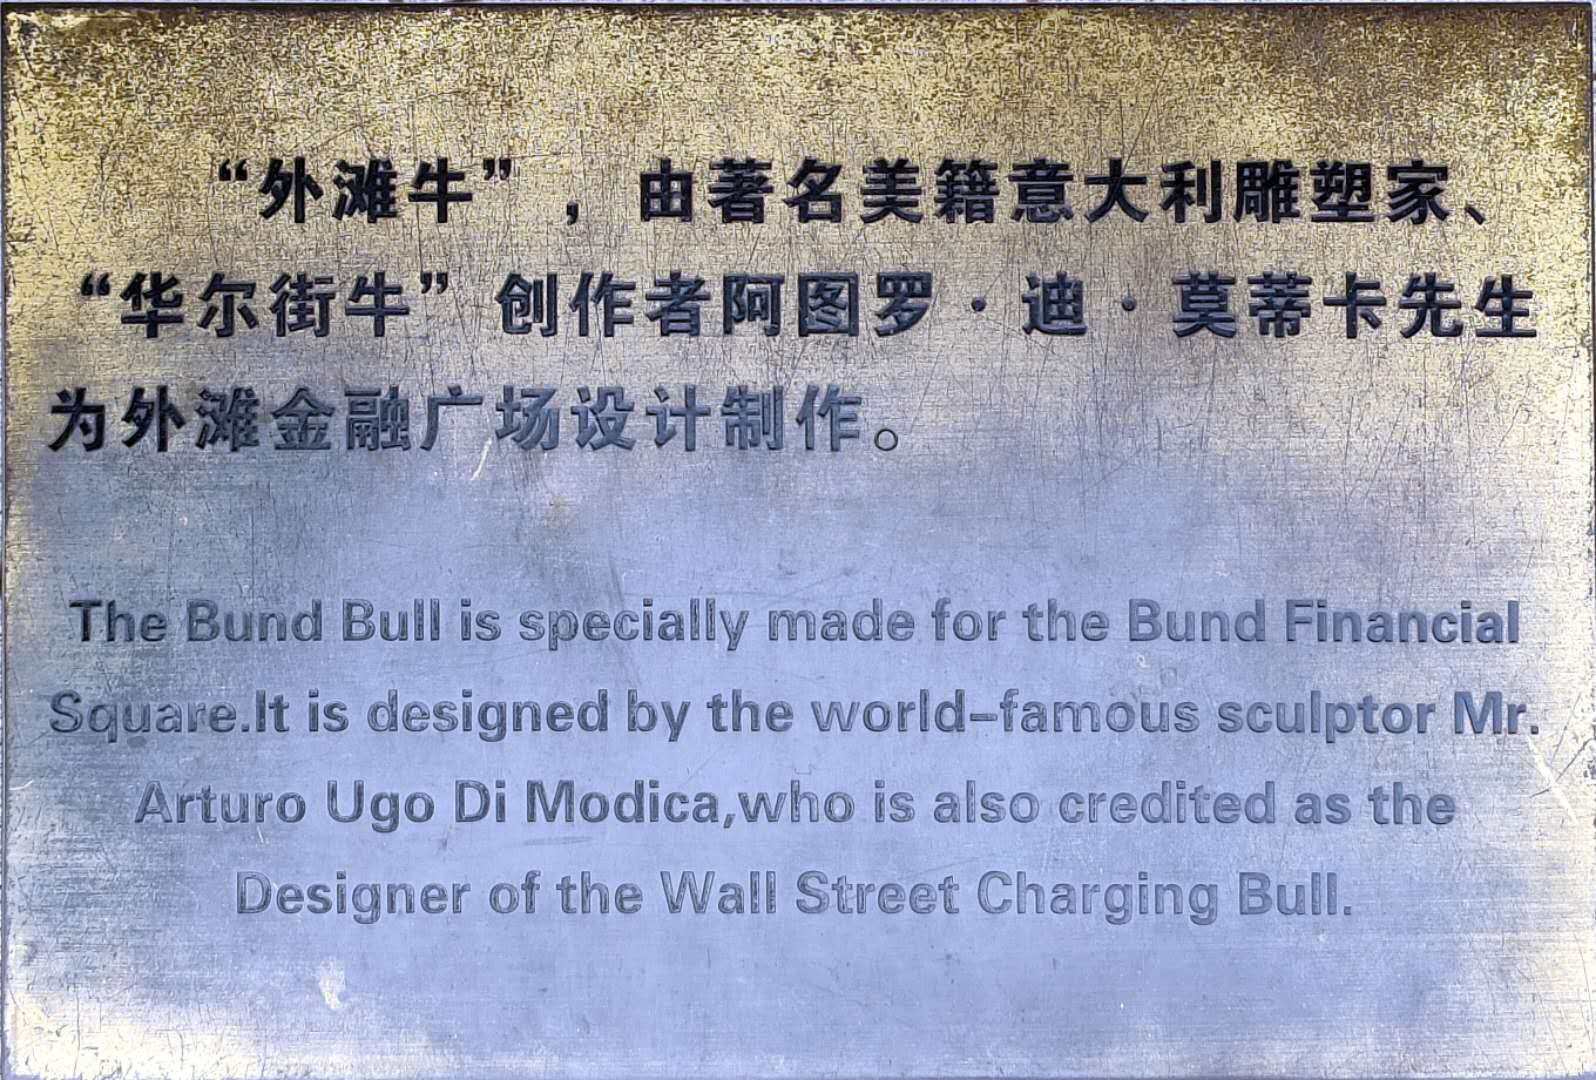 “外滩牛”，由著名美籍意大利雕塑家、
“华尔街牛”创作者阿图罗·迪·莫蒂卡先生
为外滩金融广场设计制作。
The Bund Bull is specially made for the Bund Financial
Square.It is designed by the world-famous sculptor Mr.
Arturo Ugo Di Modica,who is also credited as the
Designer of the Wall Street Charging Bull.